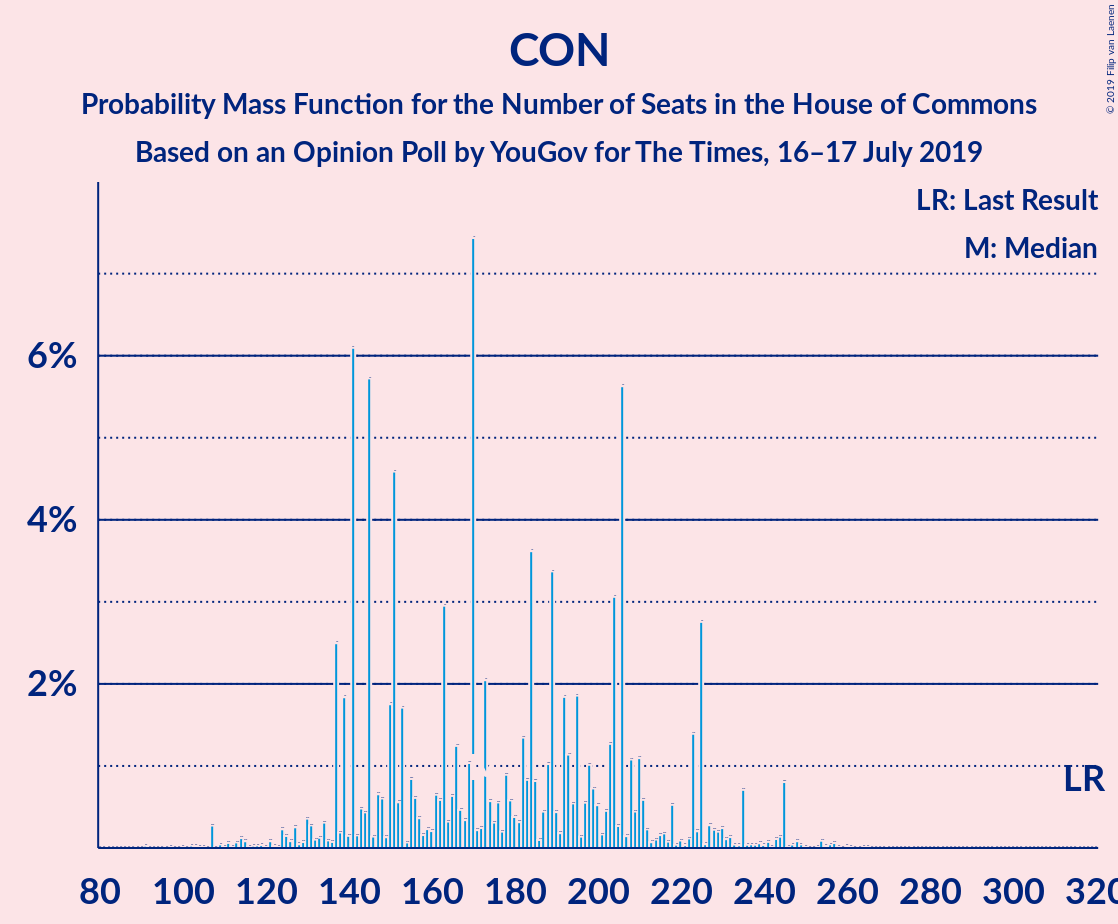 CON
Probability Mass Function for the Number of Seats in the House of Commons
Based on an Opinion Poll by YouGov for The Times, 16–17 July 2019
© 2019 Filip van Laenen
LR: Last Result
M: Median
6%
4%
2%
LR
80 100 120 140 160 180 200 220 240 260 280 300 320